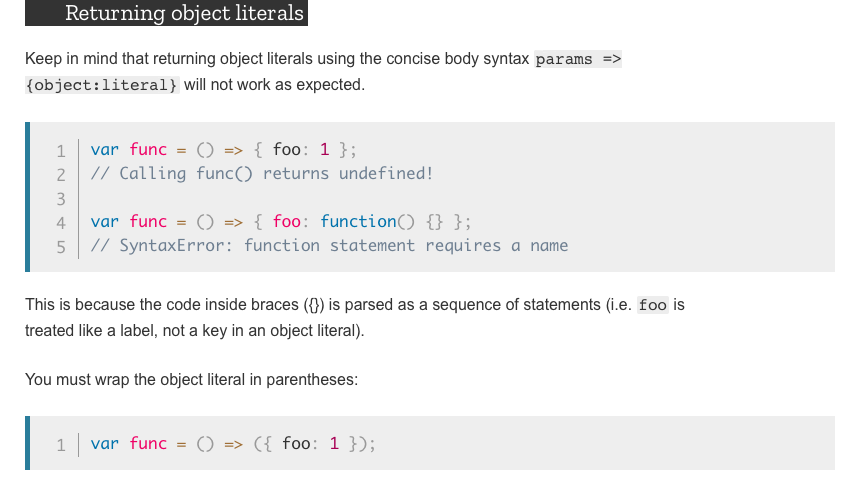 Returning object literals
Keep in mind that returning object literals using the concise body syntax params =>
{object:literal} will not work as expected.
1 var func = () => { foo: 1 };
2 // Calling func() returns undefined!
3
4 var func = () => { foo: function() {} };
5 // SyntaxError: function statement requires a name
This is because the code inside braces ({}) is parsed as a sequence of statements (i.e. foo is
treated like a label, not a key in an object literal).
You must wrap the object literal in parentheses:
1 var func = () => ({ foo: 1 });